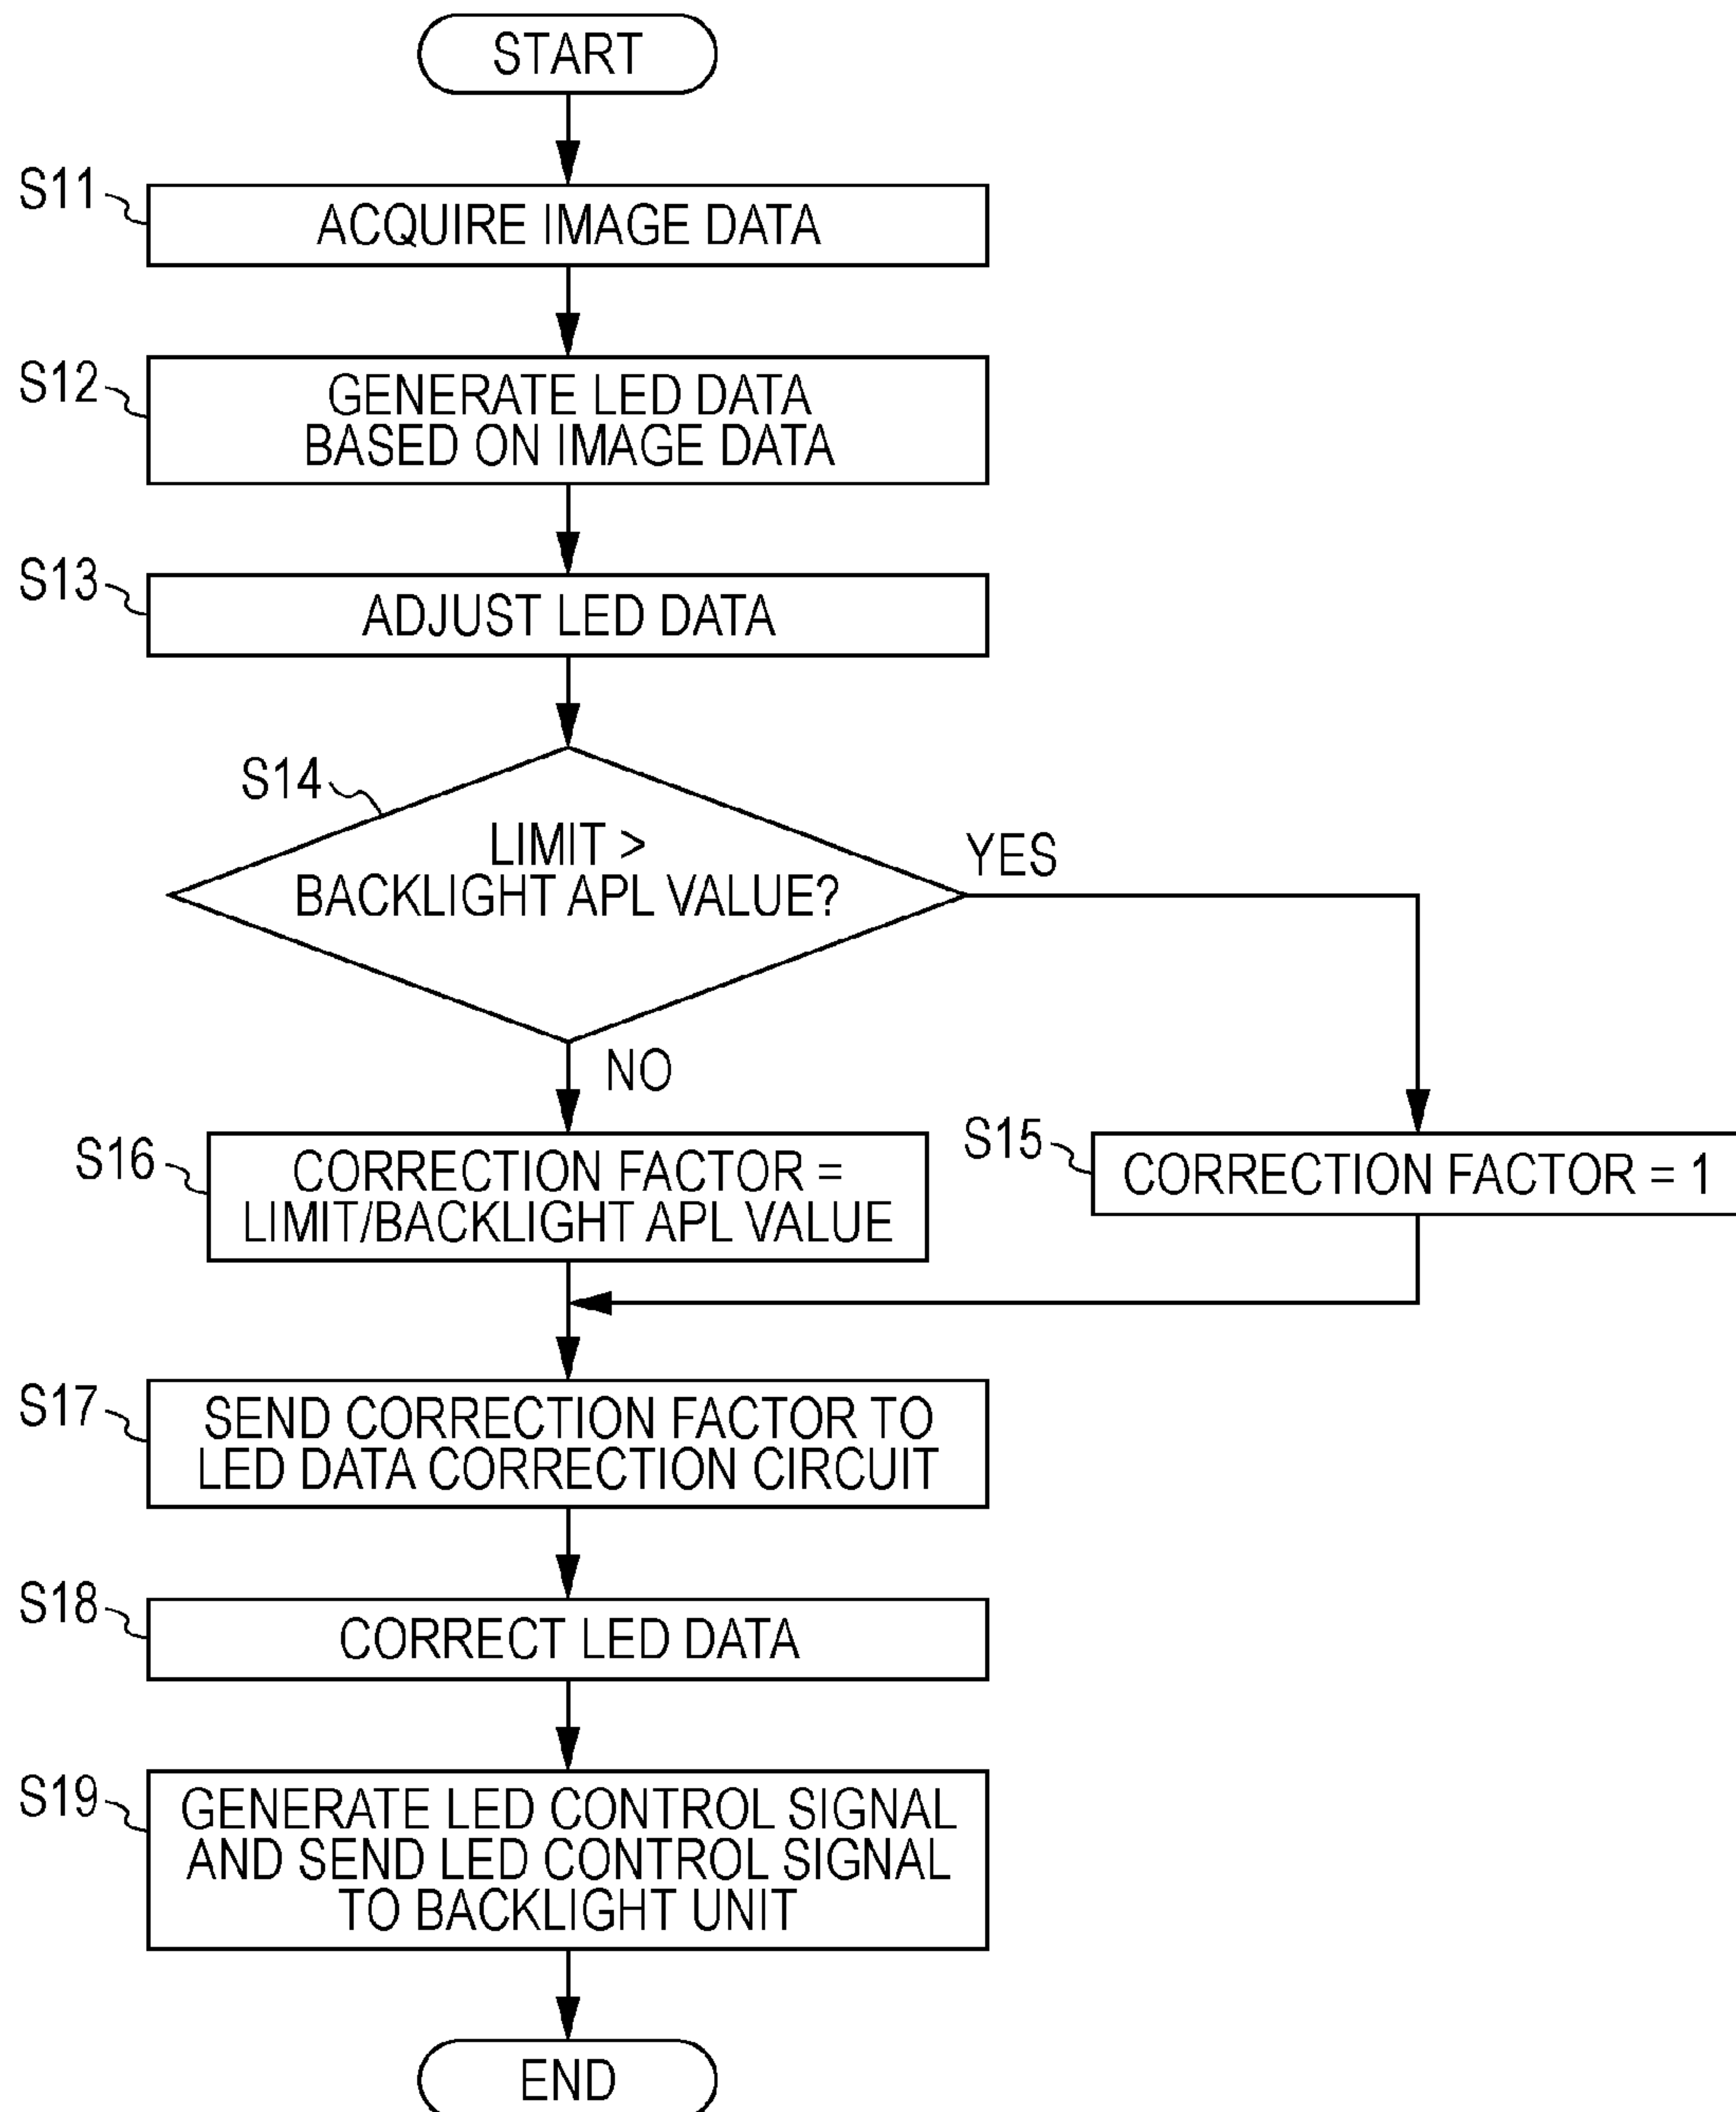 START
S11
ACQUIRE IMAGE DATA
S12
GENERATE LED DATA
BASED ON IMAGE DATA
S13
ADJUST LED DATA
S14
LIMIT >
BACKLIGHT APL VALUE?
YES
NO
S16
CORRECTION FACTOR =
LIMIT/BACKLIGHT APL VALUE
S15
CORRECTION FACTOR = 1
S17
SEND CORRECTION FACTOR TO
LED DATA CORRECTION CIRCUIT
S18
CORRECT LED DATA
S19
GENERATE LED CONTROL SIGNAL
AND SEND LED CONTROL SIGNAL
TO BACKLIGHT UNIT
END